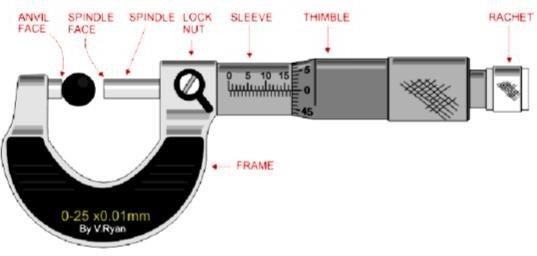 ANVIL FACE
SPINDLE FACE
SPINDLE
LOCK NUT
SLEEVE
THIMBLE
RACHET
0 5 10 15
5
0
45
FRAME
0-25 x0.01mm
By V.Ryan